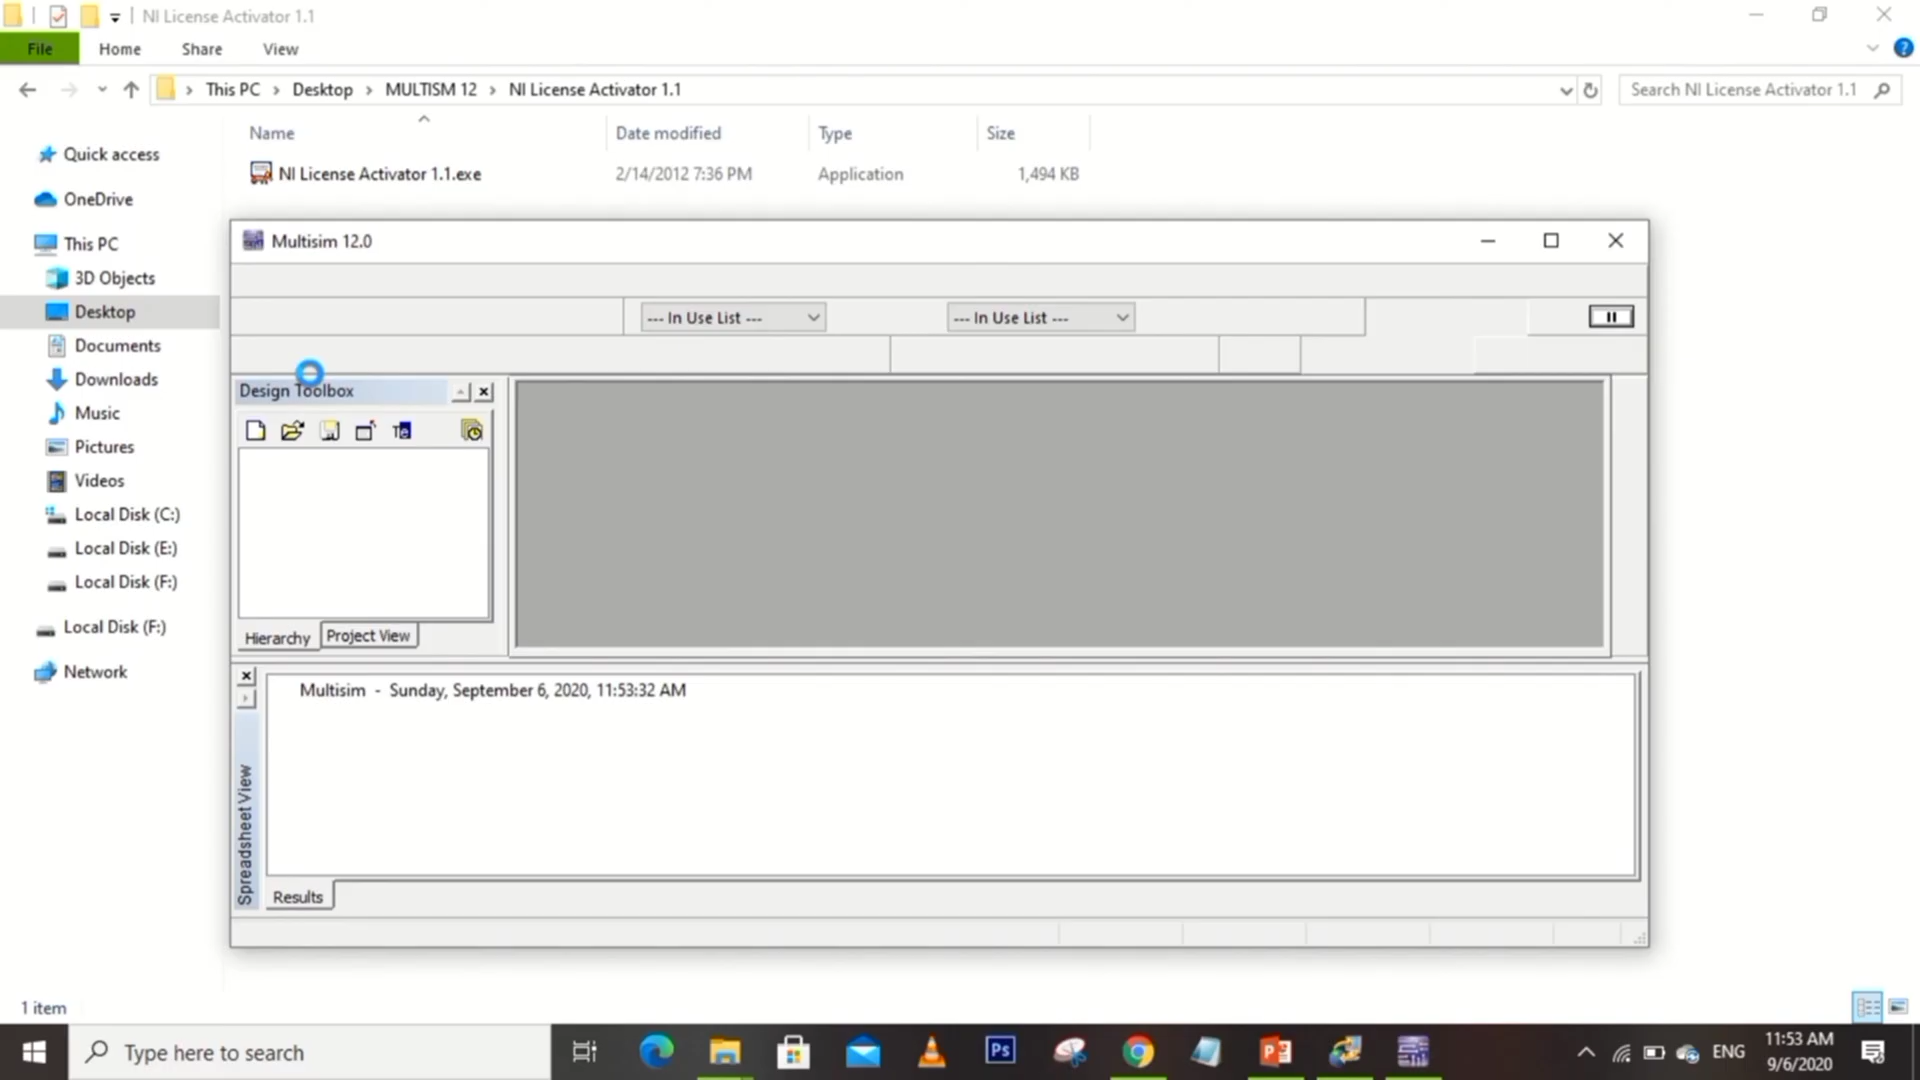 NI License Activator 1.1
File Home Share View
This PC Desktop MULTISM 12 NI License Activator 1.1
Search NI License Activator 1.1
Name Date modified Type Size
NI License Activator 1.1.exe 2/14/2012 7:36 PM Application 1,494 KB
Quick access
OneDrive
This PC
3D Objects
Desktop
Documents
Downloads
Music
Pictures
Videos
Local Disk (C:)
Local Disk (E:)
Local Disk (F:)
Local Disk (F:)
Network
Multisim 12.0
--- In Use List --- --- In Use List ---
Design Toolbox
Hierarchy Project View
Multisim - Sunday, September 6, 2020, 11:53:32 AM
Spreadsheet View
Results
1 item
Type here to search
Ps
ENG
11:53 AM
9/6/2020